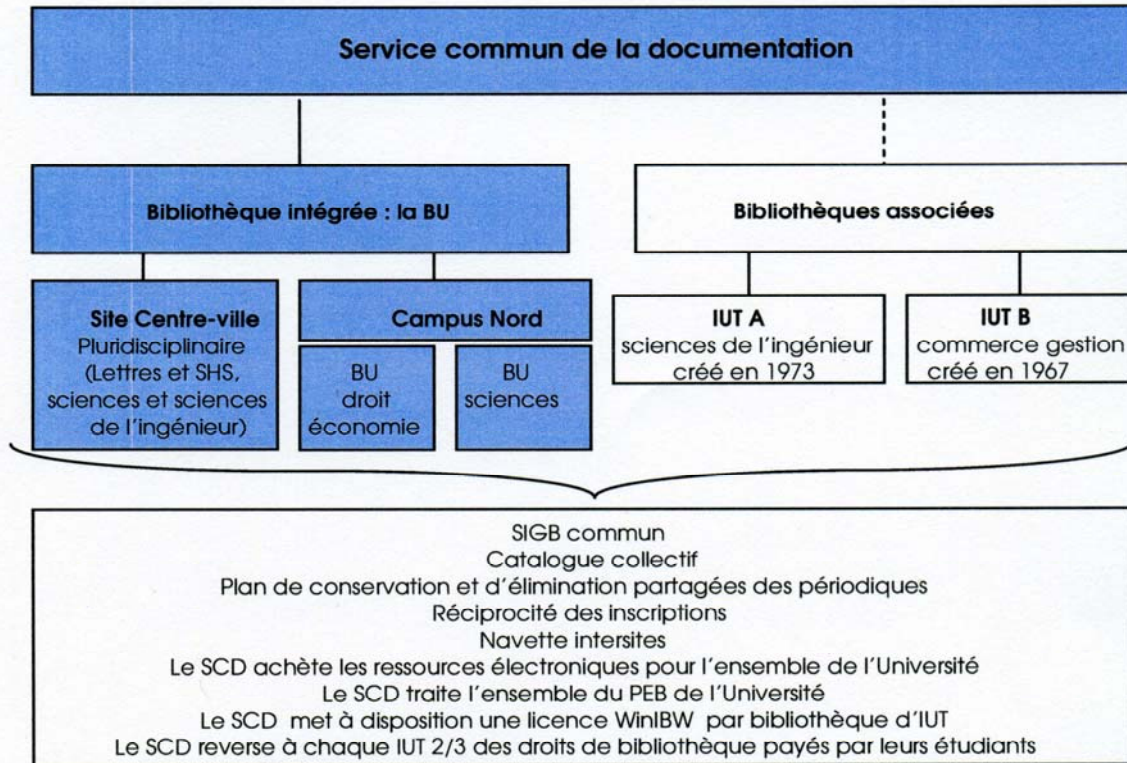 Service commun de la documentation
Bibliothèque intégrée : la BU
Bibliothèques associées
Site Centre-ville
Pluridisciplinaire
(Lettres et SHS,
sciences et sciences
de l'ingénieur)
Campus Nord
BU
droit
économie
BU
sciences
IUT A
sciences de l'ingénieur
créé en 1973
IUT B
commerce gestion
créé en 1967
SIGB commun
Catalogue collectif
Plan de conservation et d'élimination partagées des périodiques
Réciprocité des inscriptions
Navette intersites
Le SCD achète les ressources électroniques pour l'ensemble de l'Université
Le SCD traite l'ensemble du PEB de l'Université
Le SCD met à disposition une licence WinIBW par bibliothèque d'IUT
Le SCD reverse à chaque IUT 2/3 des droits de bibliothèque payés par leurs étudiants